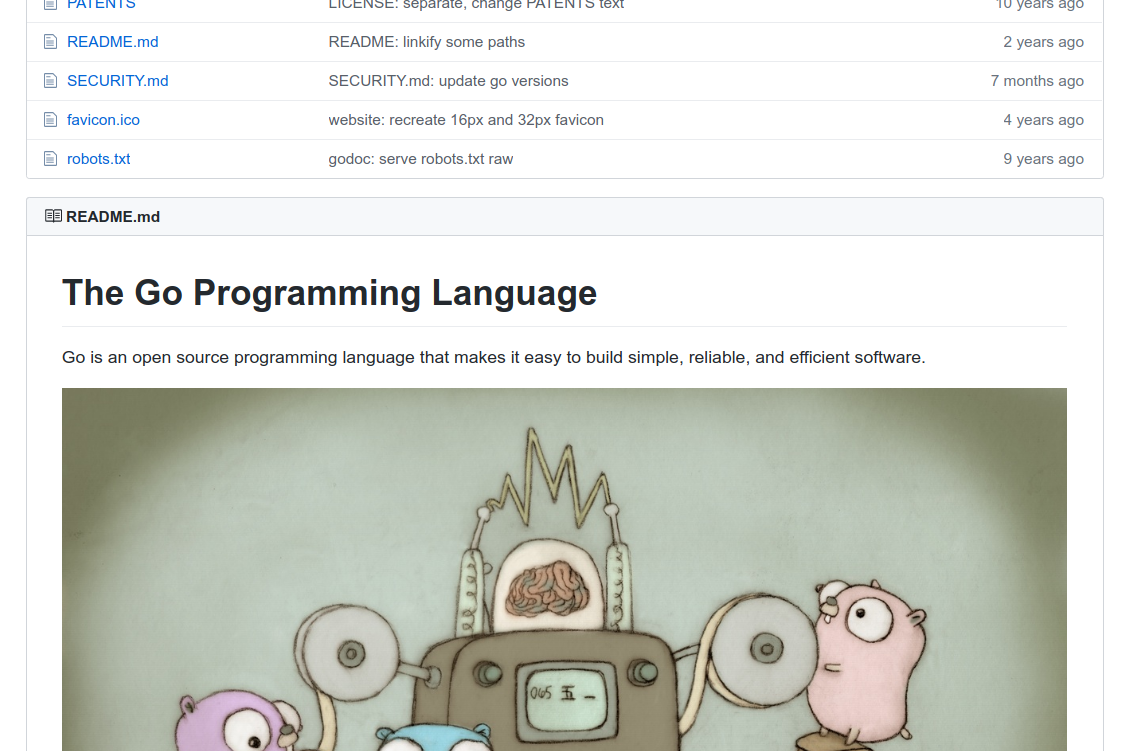 PATENTS LICENSE: separate, change PATENTS text 10 years ago
README.md README: linkify some paths 2 years ago
SECURITY.md SECURITY.md: update go versions 7 months ago
favicon.ico website: recreate 16px and 32px favicon 4 years ago
robots.txt godoc: serve robots.txt raw 9 years ago
README.md
The Go Programming Language
Go is an open source programming language that makes it easy to build simple, reliable, and efficient software.
065 五 一